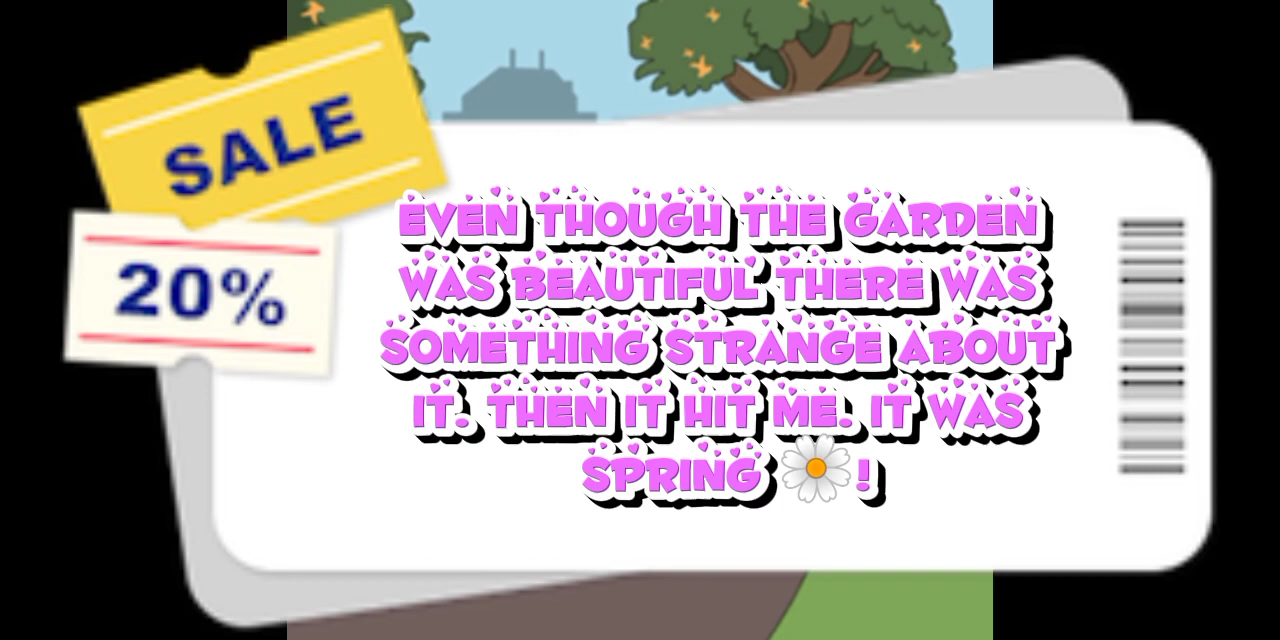 SALE
20%
EVEN THOUGH THE GARDEN
WAS BEAUTIFUL THERE WAS
SOMETHING STRANGE ABOUT
IT. THEN IT HIT ME. IT WAS
SPRING 🌼!